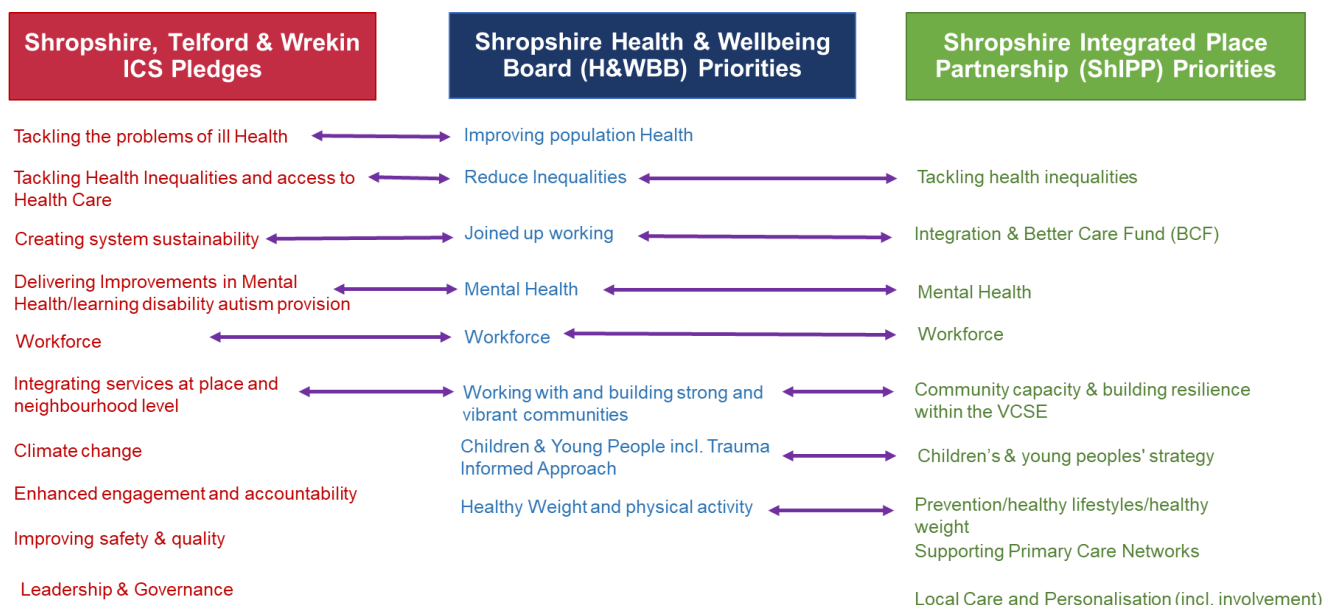 Shropshire, Telford & Wrekin
ICS Pledges
Tackling the problems of ill Health
Tackling Health Inequalities and access to
Health Care
Creating system sustainability
Delivering Improvements in Mental
Health/learning disability autism provision
Workforce
Integrating services at place and
neighbourhood level
Climate change
Enhanced engagement and accountability
Improving safety & quality
Leadership & Governance
Shropshire Health & Wellbeing
Board (H&WBB) Priorities
Improving population Health
Reduce Inequalities
Joined up working
Mental Health
Workforce
Working with and building strong and
vibrant communities
Children & Young People incl. Trauma
Informed Approach
Healthy Weight and physical activity
Shropshire Integrated Place
Partnership (ShIPP) Priorities
Tackling health inequalities
Integration & Better Care Fund (BCF)
Mental Health
Workforce
Community capacity & building resilience
within the VCSE
Children's & young peoples' strategy
Prevention/healthy lifestyles/healthy
weight
Supporting Primary Care Networks
Local Care and Personalisation (incl. involvement)